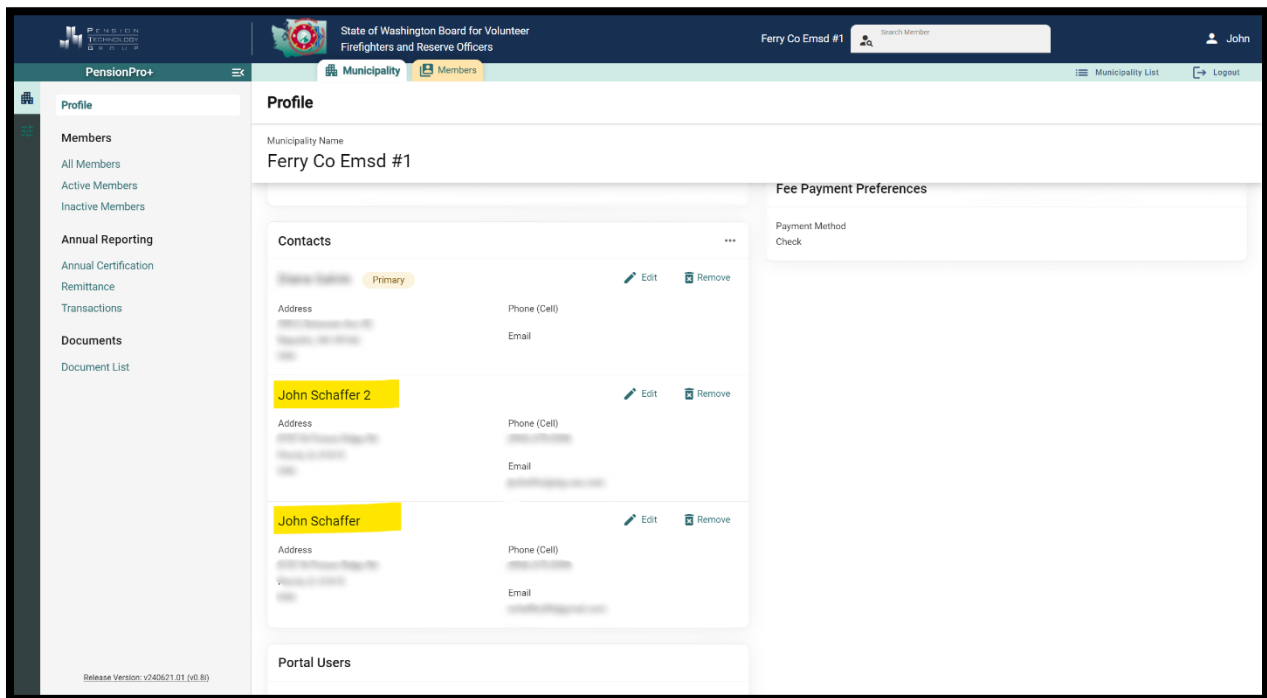 PENSION
TECHNOLOGY
GROUP
State of Washington Board for Volunteer
Firefighters and Reserve Officers
Ferry Co Emsd #1
Search Member
John
PensionPro+
Municipality
Members
Municipality List
Logout
Profile
Members
All Members
Active Members
Inactive Members
Annual Reporting
Annual Certification
Remittance
Transactions
Documents
Document List
Release Version: v240621.01 (v0.8i)
Profile
Municipality Name
Ferry Co Emsd #1
Contacts
Primary
Edit
Remove
Address
Phone (Cell)
Email
John Schaffer 2
Edit
Remove
Address
Phone (Cell)
Email
John Schaffer
Edit
Remove
Address
Phone (Cell)
Email
Portal Users
Fee Payment Preferences
Payment Method
Check